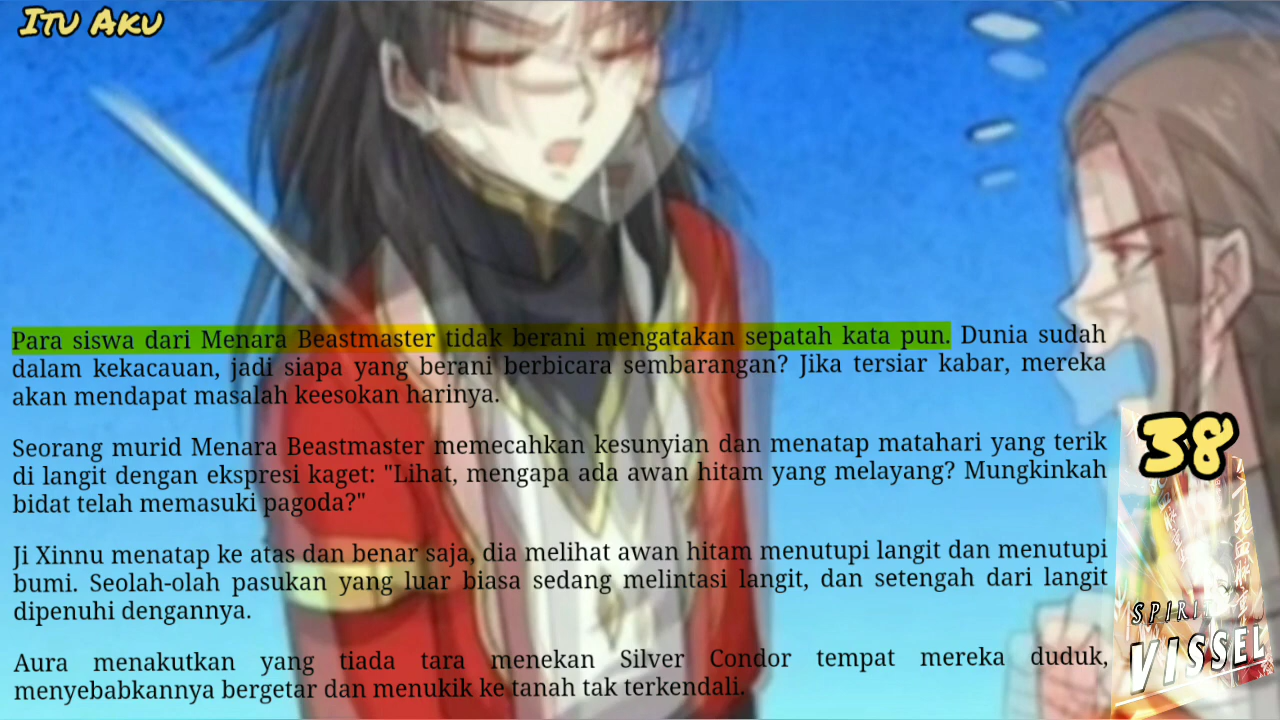 Itu Aku
Para siswa dari Menara Beastmaster tidak berani mengatakan sepatah kata pun. Dunia sudah
dalam kekacauan, jadi siapa yang berani berbicara sembarangan? Jika tersiar kabar, mereka
akan mendapat masalah keesokan harinya.
Seorang murid Menara Beastmaster memecahkan kesunyian dan menatap matahari yang terik
di langit dengan ekspresi kaget: "Lihat, mengapa ada awan hitam yang melayang? Mungkinkah
bidat telah memasuki pagoda?"
Ji Xinnu menatap ke atas dan benar saja, dia melihat awan hitam menutupi langit dan menutupi
bumi. Seolah-olah pasukan yang luar biasa sedang melintasi langit, dan setengah dari langit
dipenuhi dengannya.
Aura menakutkan yang tiada tara menekan Silver Condor tempat mereka duduk,
menyebabkannya bergetar dan menukik ke tanah tak terkendali.
38
SPIRIT
VISSEL